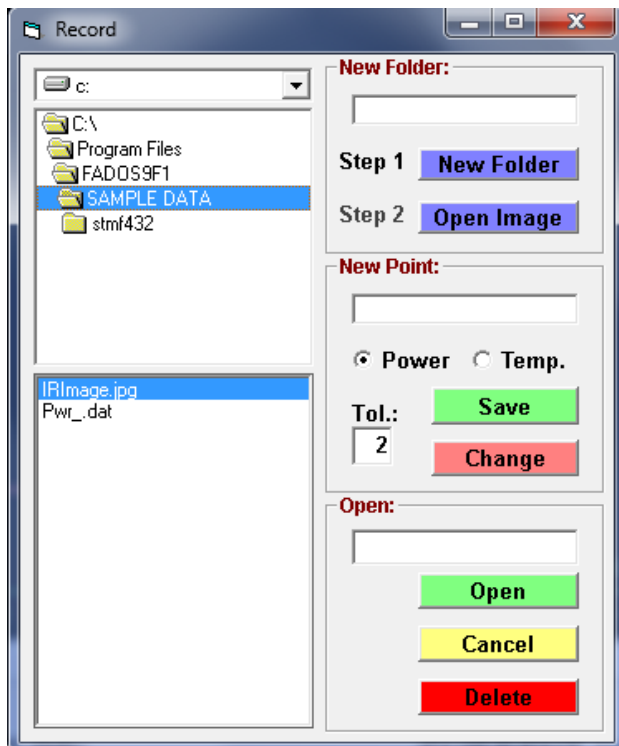 Record
c:
C:\
Program Files
FADOS9F1
SAMPLE DATA
stmf432
IRImage.jpg
Pwr_.dat
New Folder:
Step 1 New Folder
Step 2 Open Image
New Point:
Power Temp.
Tol.: Save
2
Change
Open:
Open
Cancel
Delete